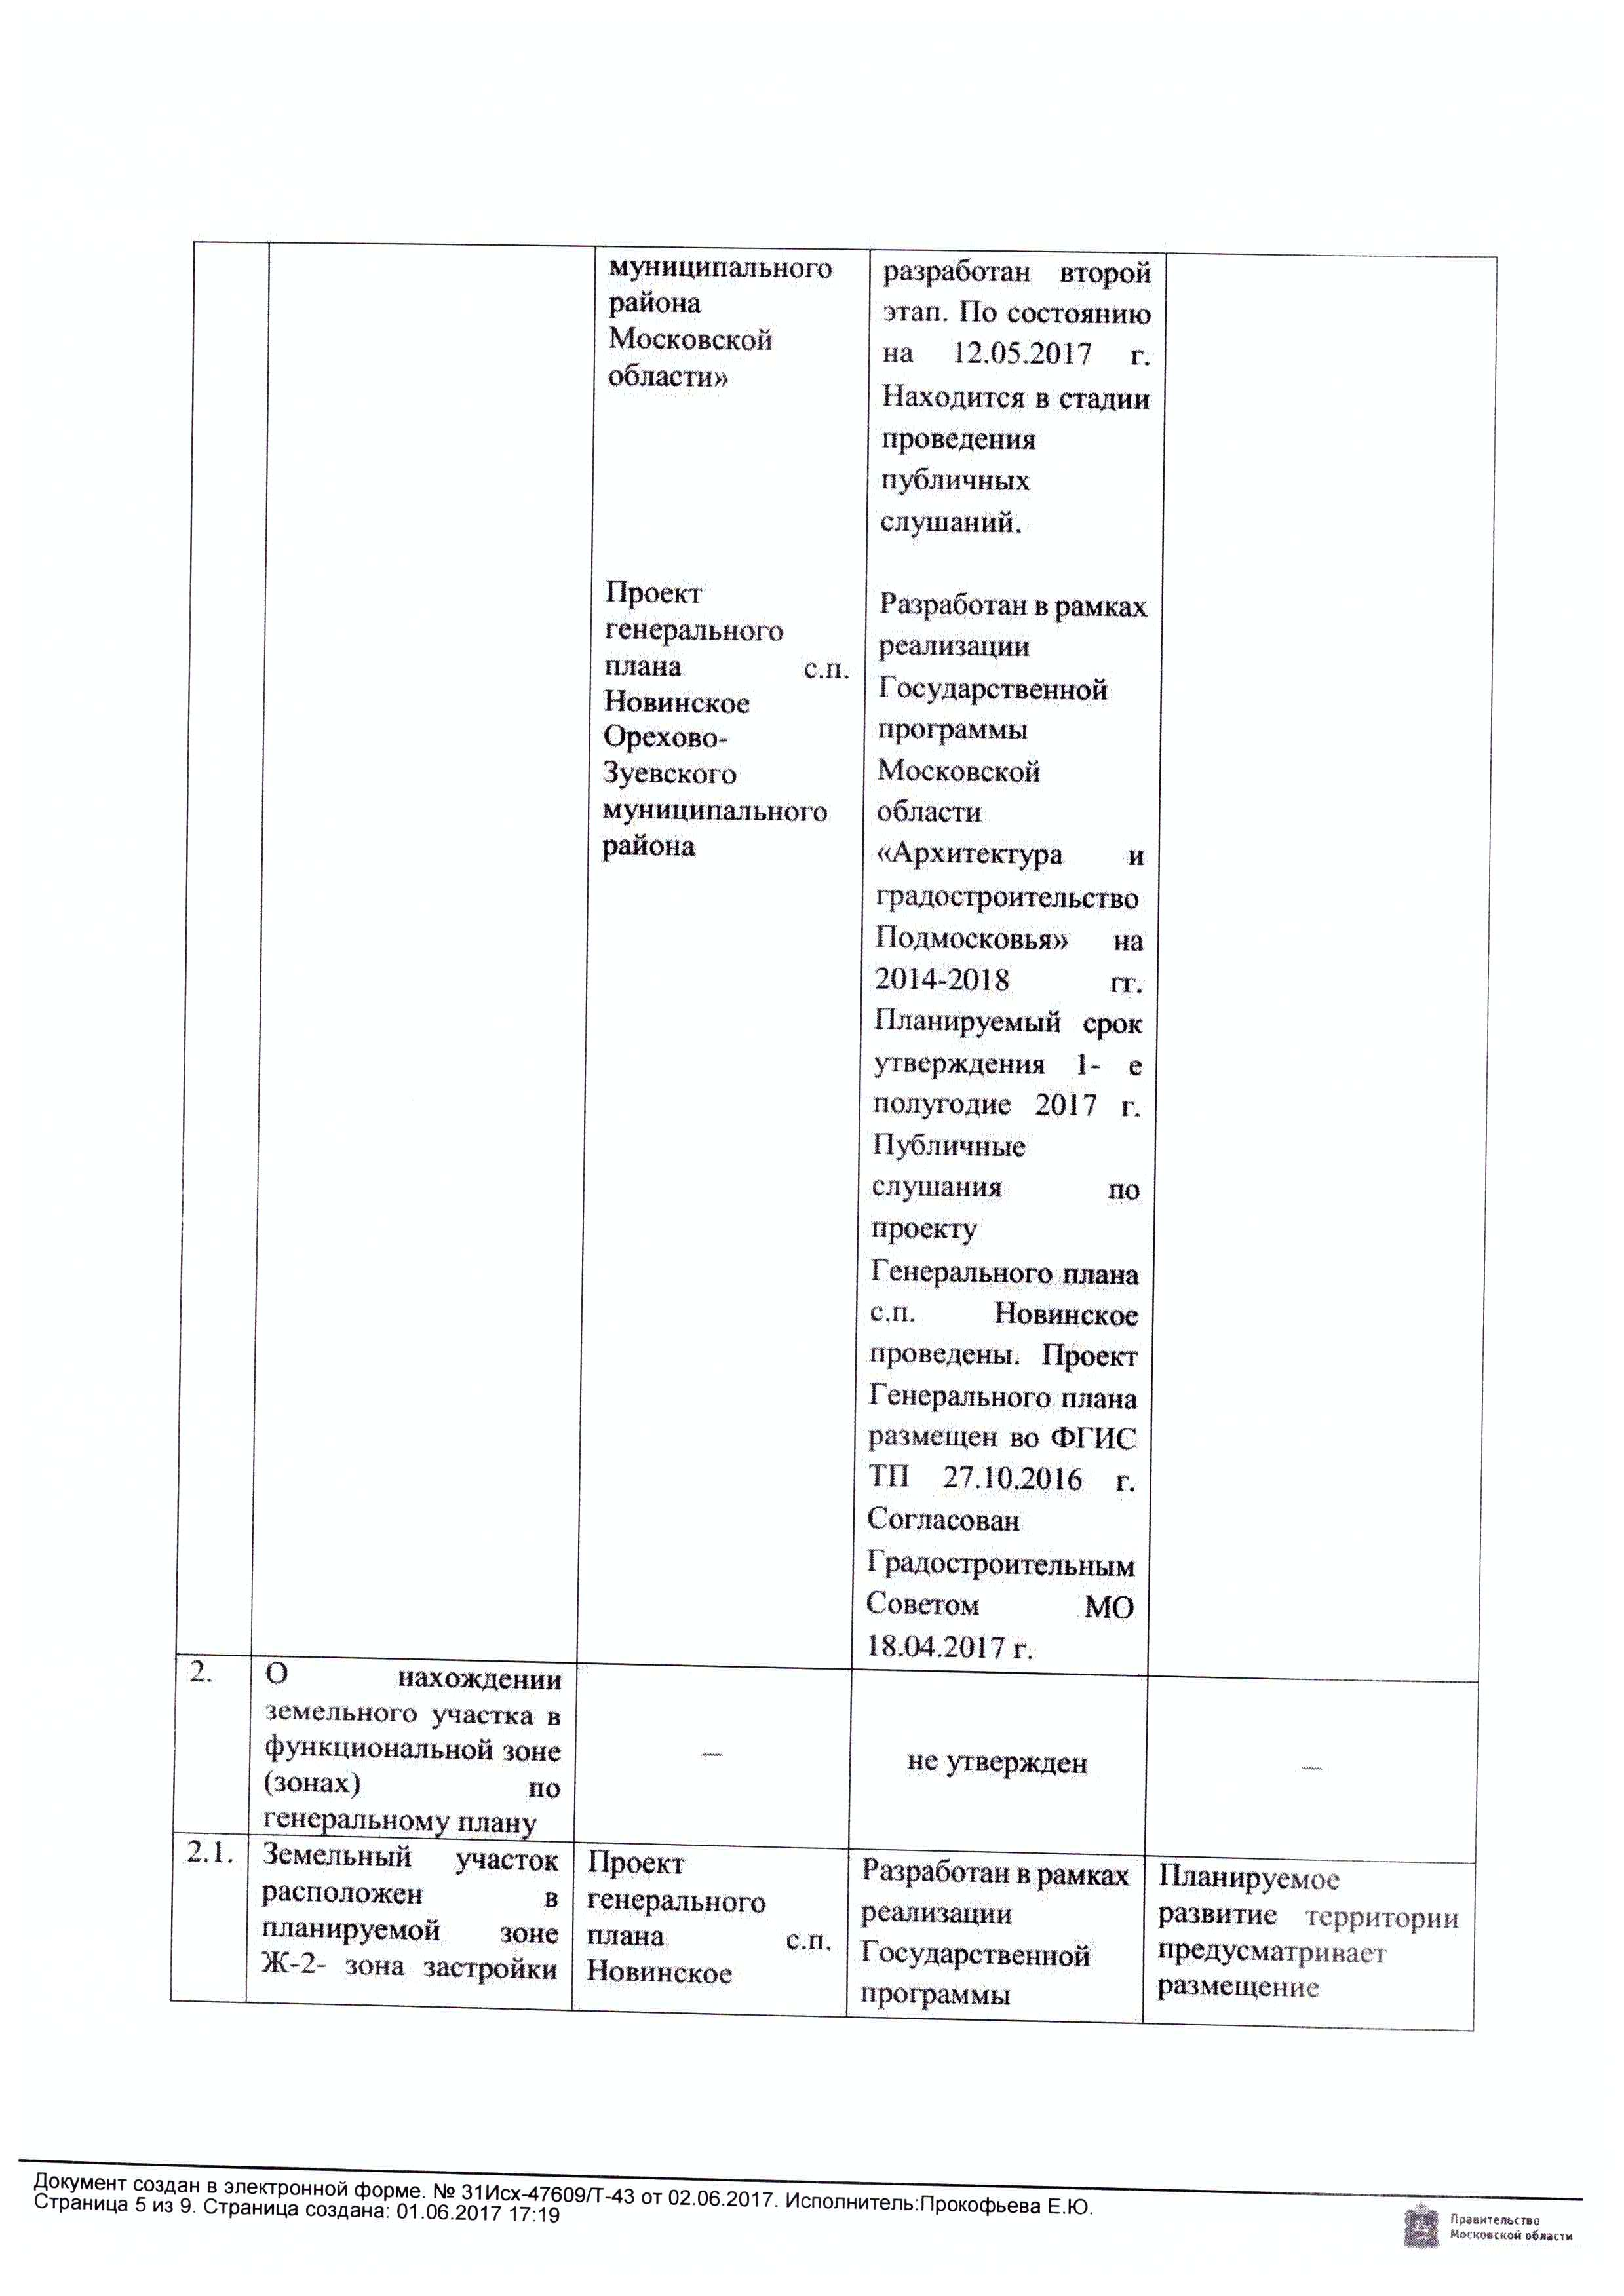 муниципального
района
Московской
области»
Проект
генерального
плана с.п.
Новинское
Орехово-
Зуевского
муниципального
района
разработан второй
этап. По состоянию
на 12.05.2017 г.
Находится в стадии
проведения
публичных
слушаний.
Разработан в рамках
реализации
Государственной
программы
Московской
области
«Архитектура и
градостроительство
Подмосковья» на
2014-2018 гг.
Планируемый срок
утверждения 1- е
полугодие 2017 г.
Публичные
слушания по
проекту
Генерального плана
с.п. Новинское
проведены. Проект
Генерального плана
размещен во ФГИС
ТП 27.10.2016 г.
Согласован
Градостроительным
Советом МО
18.04.2017 г.
2.
О нахождении
земельного участка в
функциональной зоне
(зонах) по
генеральному плану
–
не утвержден
–
2.1.
Земельный участок
расположен в
планируемой зоне
Ж-2- зона застройки
Проект
генерального
плана с.п.
Новинское
Разработан в рамках
реализации
Государственной
программы
Планируемое
развитие территории
предусматривает
размещение
Документ создан в электронной форме. № 31Исх-47609/Т-43 от 02.06.2017. Исполнитель:Прокофьева Е.Ю.
Страница 5 из 9. Страница создана: 01.06.2017 17:19
Правительство
Московской области